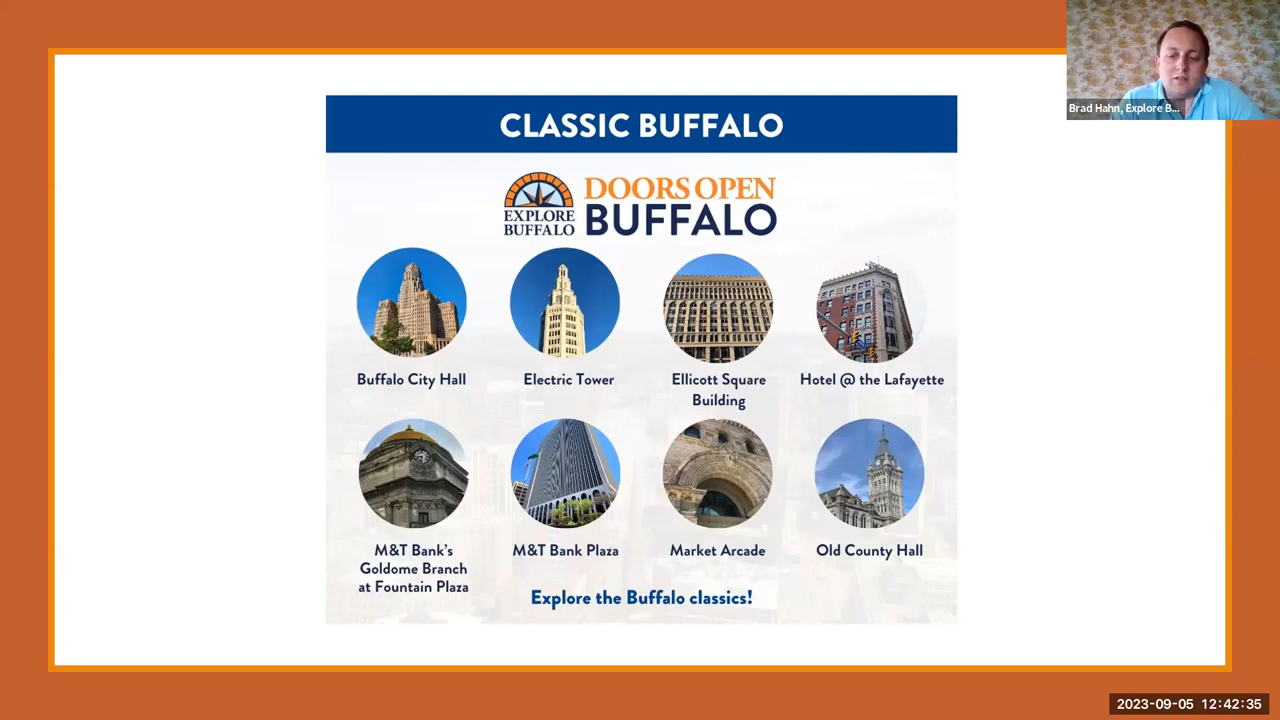 CLASSIC BUFFALO
Brad Hahn, Explore B...
EXPLORE
BUFFALO
DOORS OPEN
BUFFALO
Buffalo City Hall
Electric Tower
Ellicott Square
Building
Hotel @ the Lafayette
M&T Bank's
Goldome Branch
at Fountain Plaza
M&T Bank Plaza
Market Arcade
Old County Hall
Explore the Buffalo classics!
2023-09-05 12:42:35